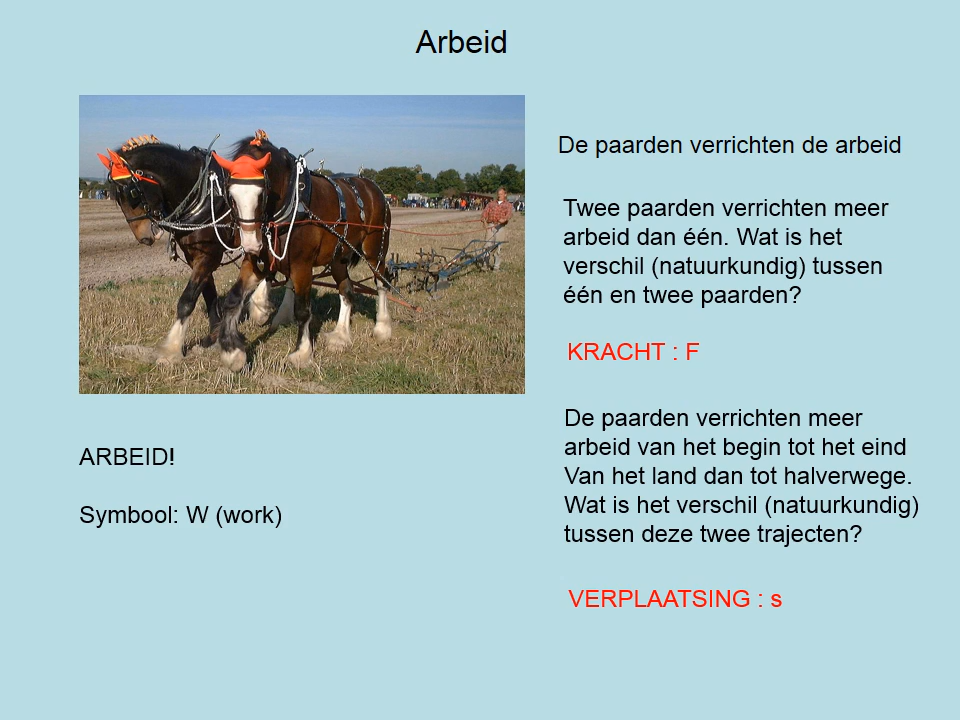 Arbeid
De paarden verrichten de arbeid
Twee paarden verrichten meer
arbeid dan één. Wat is het
verschil (natuurkundig) tussen
één en twee paarden?
KRACHT : F
De paarden verrichten meer
arbeid van het begin tot het eind
Van het land dan tot halverwege.
Wat is het verschil (natuurkundig)
tussen deze twee trajecten?
VERPLAATSING : s
ARBEID!
Symbool: W (work)